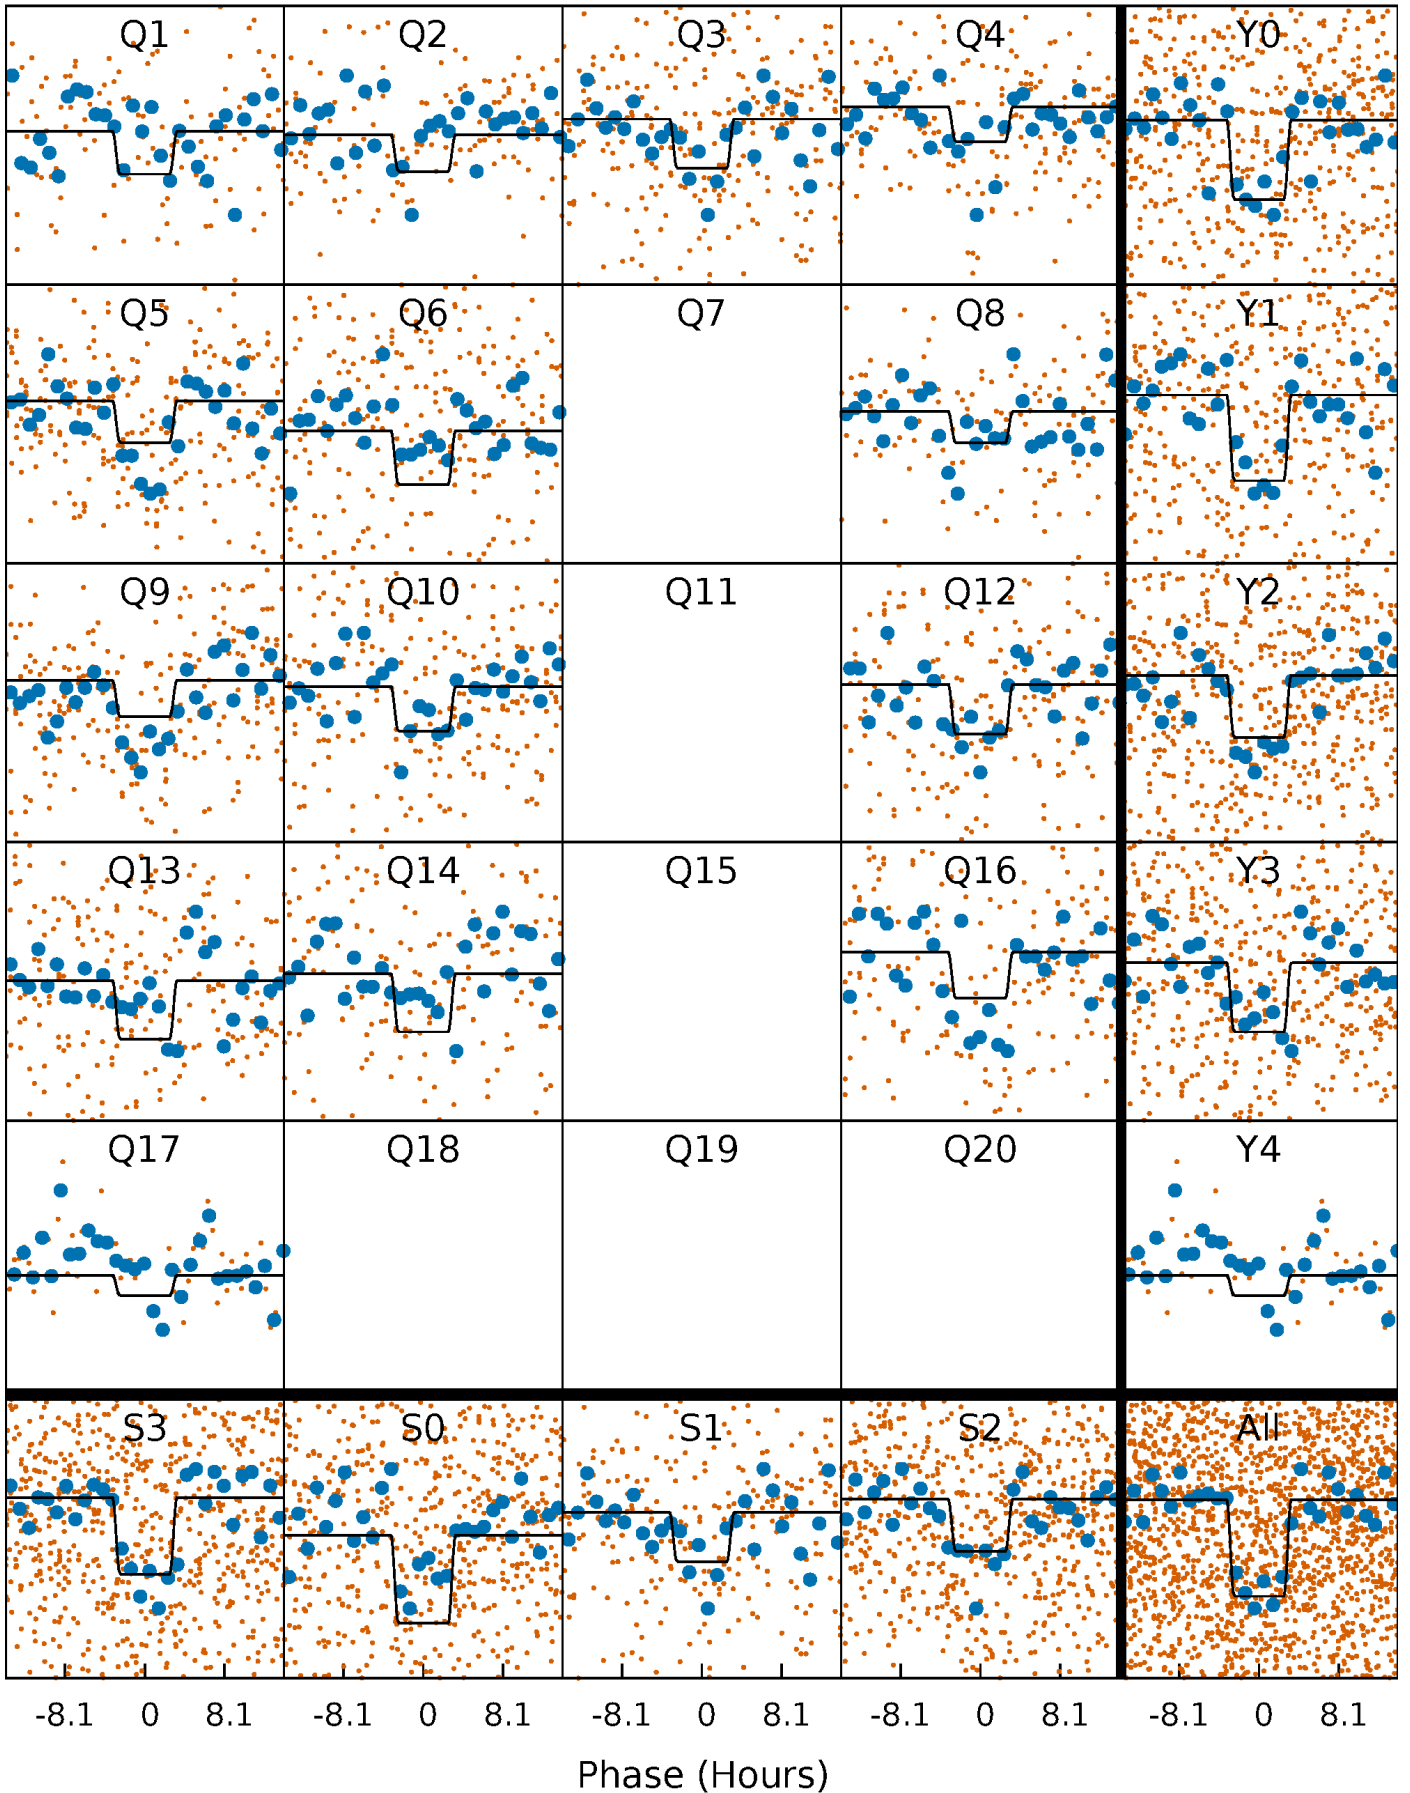 Q1 Q2 Q3 Q4 Y0
Q5 Q6 Q7 Q8 Y1
Q9 Q10 Q11 Q12 Y2
Q13 Q14 Q15 Q16 Y3
Q17 Q18 Q19 Q20 Y4
S3 S0 S1 S2 All
-8.1 0 8.1 -8.1 0 8.1 -8.1 0 8.1 -8.1 0 8.1 -8.1 0 8.1
Phase (Hours)